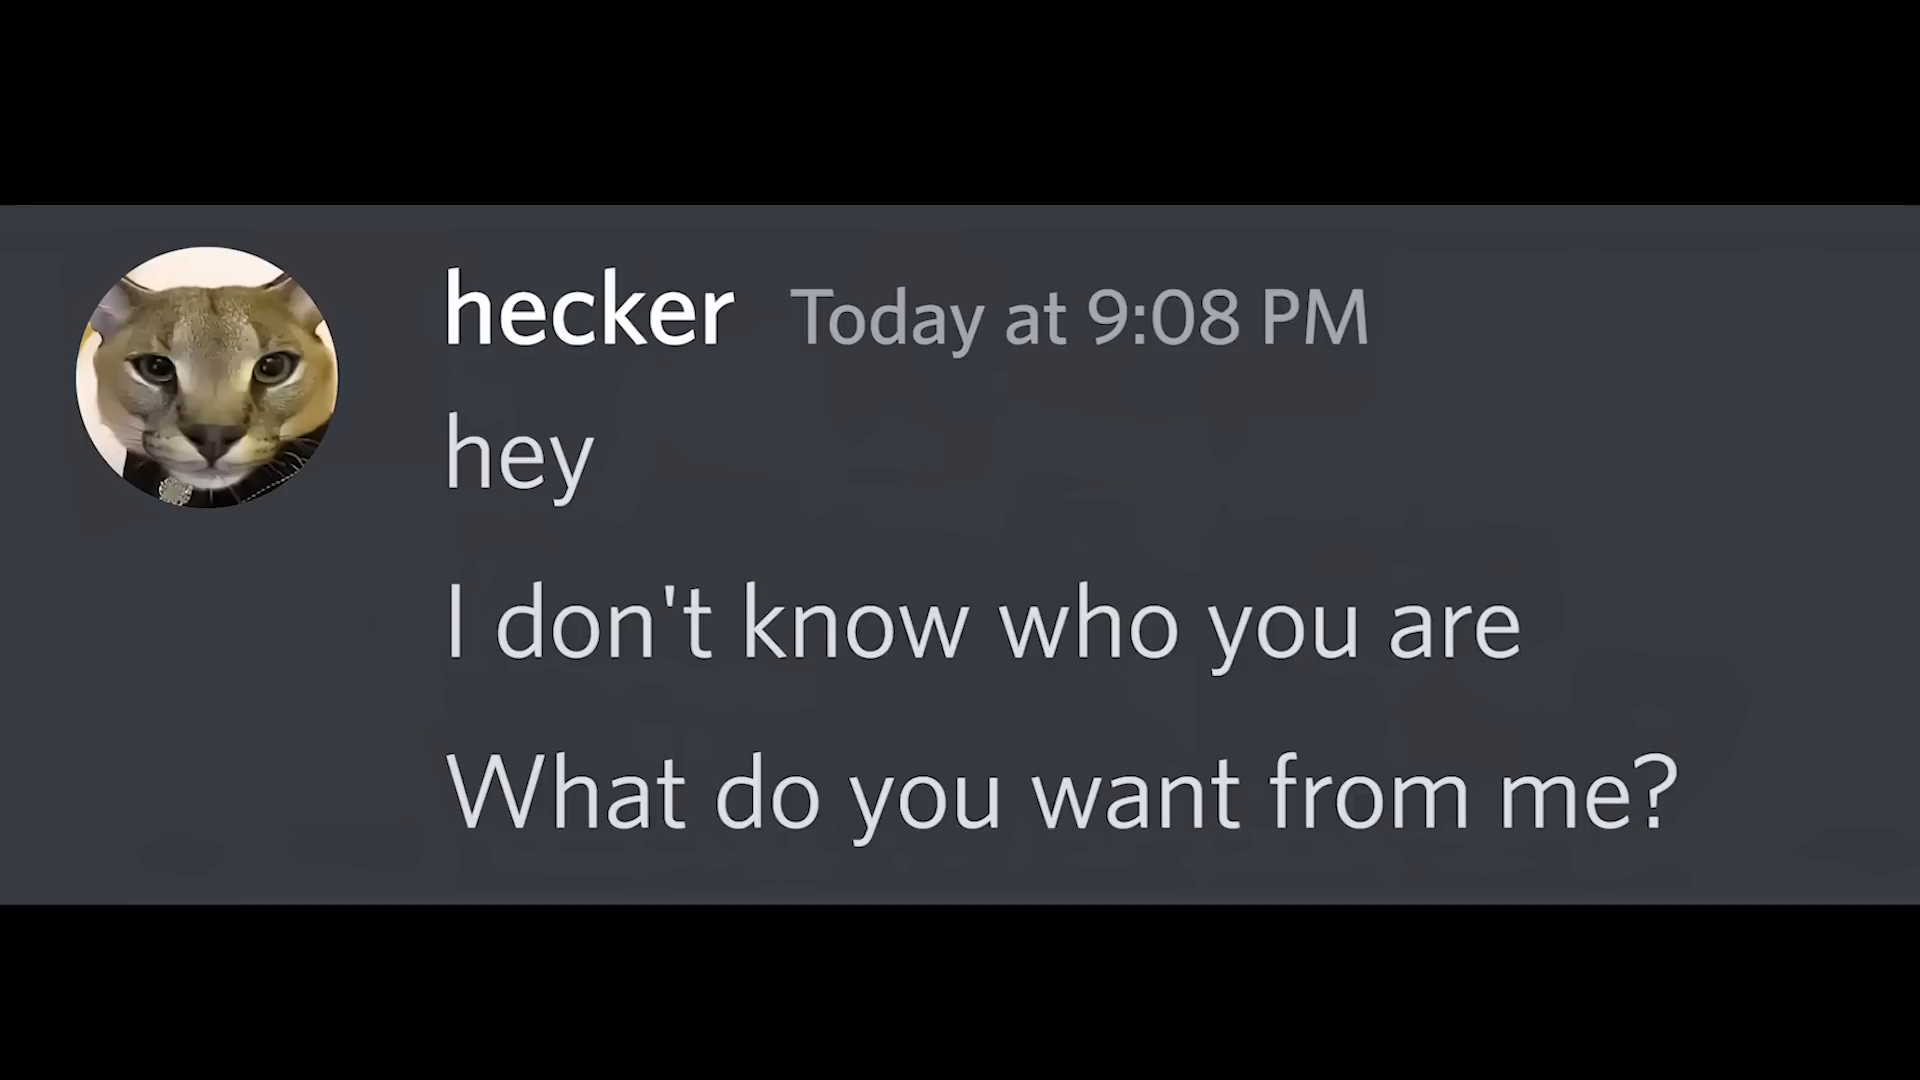 hecker Today at 9:08 PM
hey
I don't know who you are
What do you want from me?